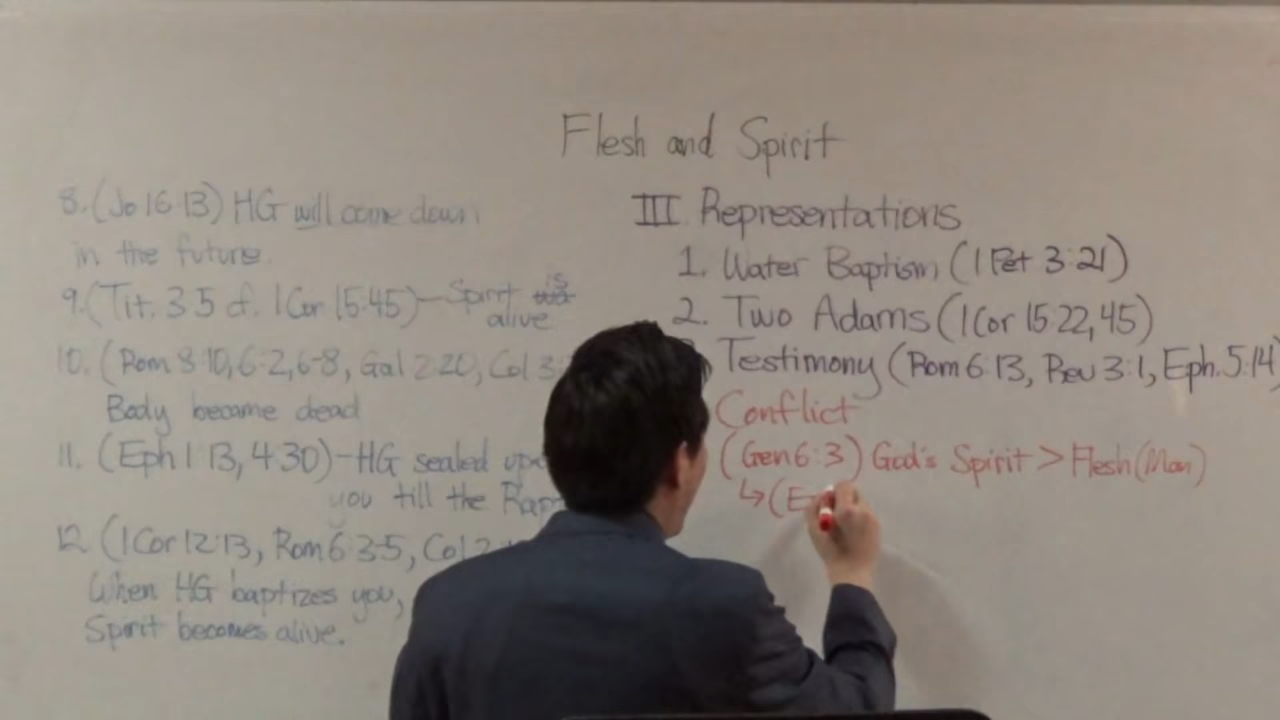 Flesh and Spirit
8. (Jo 16:13) HG will come down
in the future.
9. (Tit. 3:5 cf. 1 Cor 15:45) - Spirit is
alive
10. (Rom 8:10, 6:2, 6-8, Gal 2:20, Col 3:
Body became dead
11. (Eph 1:13, 4:30) - HG sealed
you till the
12. (1 Cor 12:13, Rom 6:3-5, Col 2:
When HG baptizes you,
Spirit becomes alive.
III Representations
1. Water Baptism (1 Pet 3:21)
2. Two Adams (1 Cor 15:22, 45)
Testimony (Rom 6:13, Rev 3:1, Eph. 5:14
Conflict
(Gen 6:3) God's Spirit > Flesh (Man)
↳ (E